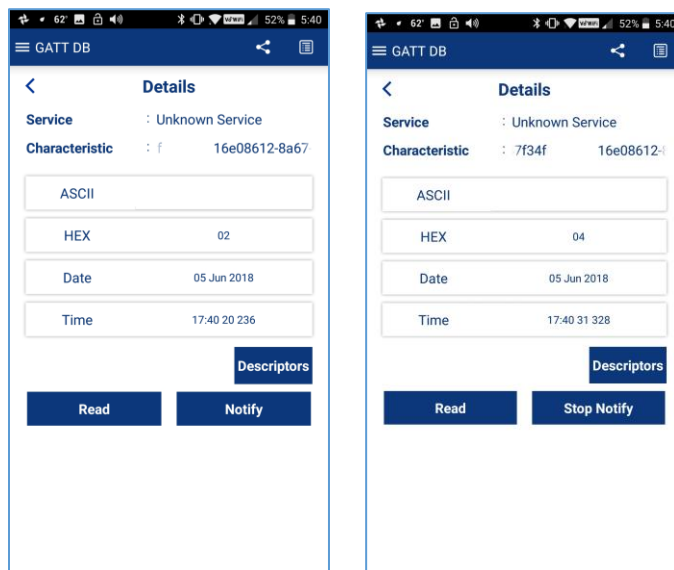 62° 52% 5:40
GATT DB
Details
Service : Unknown Service
Characteristic : f 16e08612-8a67
ASCII
HEX 02
Date 05 Jun 2018
Time 17:40 20 236
Descriptors
Read Notify
62° 52% 5:40
GATT DB
Details
Service : Unknown Service
Characteristic : 7f34f 16e08612-
ASCII
HEX 04
Date 05 Jun 2018
Time 17:40 31 328
Descriptors
Read Stop Notify